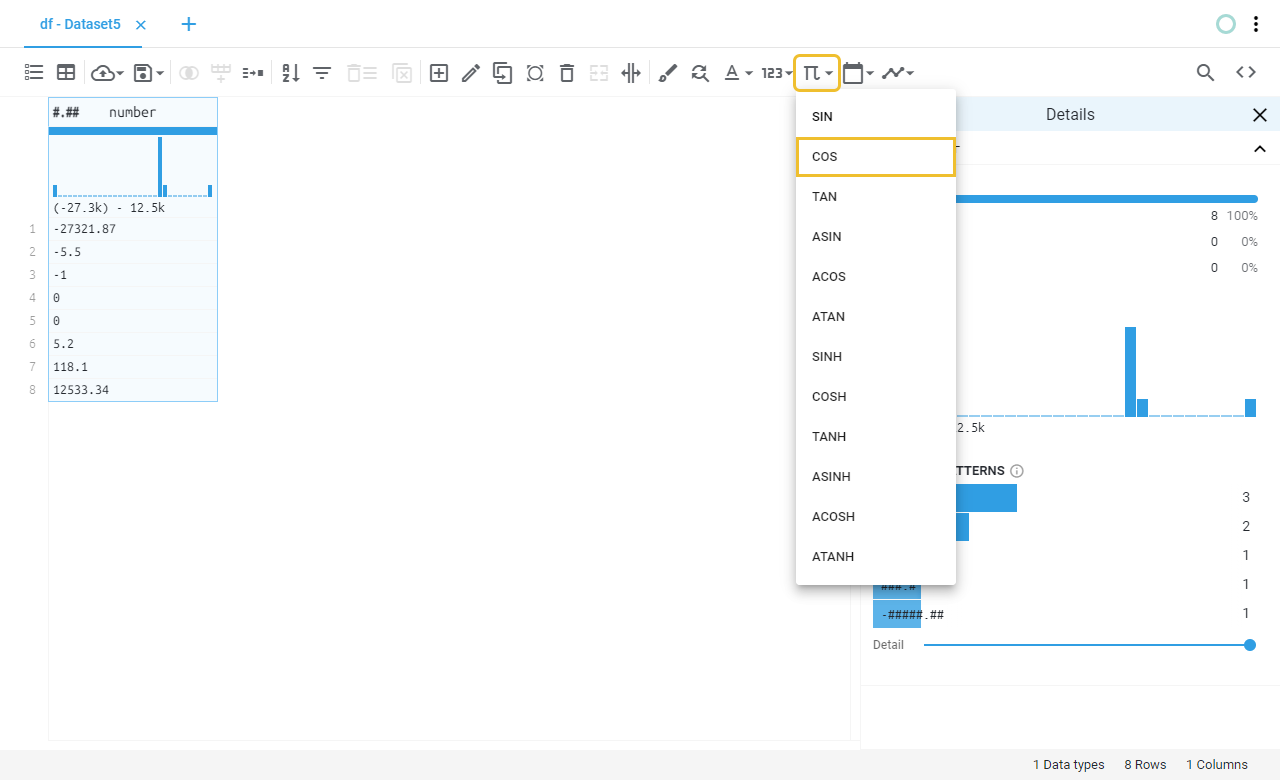 df - Dataset5
123
π
#.## number
Details
SIN
COS
TAN
ASIN
ACOS
ATAN
SINH
COSH
TANH
ASINH
ACOSH
ATANH
(-27.3k) - 12.5k
1 -27321.87
2 -5.5
3 -1
4 0
5 0
6 5.2
7 118.1
8 12533.34
8 100%
0 0%
0 0%
2.5k
TTERNS
3
2
1
###.# 1
-#####.## 1
Detail
1 Data types 8 Rows 1 Columns